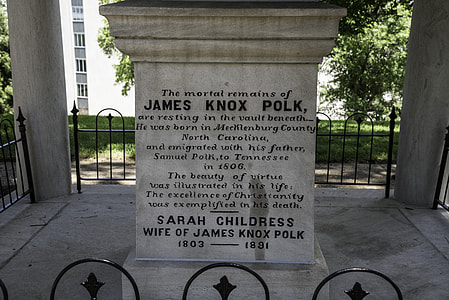 The mortal remains of
JAMES KNOX POLK,
are resting in the vault beneath.
He was born in Mecklenburg County
North Carolina,
and emigrated with his father,
Samuel Polk, to Tennessee
in 1806.
The beauty of virtue
was illustrated in his life:
The excellence of Christianity
was exemplified in his death.
SARAH CHILDRESS
WIFE OF JAMES KNOX POLK
1803 — 1891